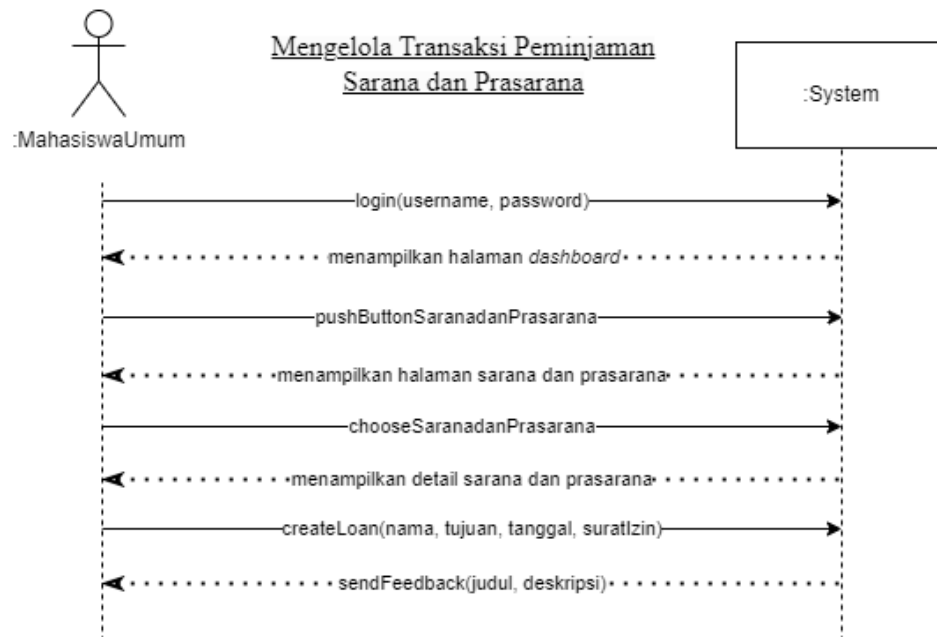 Mengelola Transaksi Peminjaman
Sarana dan Prasarana
:MahasiswaUmum
:System
login(username, password)
menampilkan halaman dashboard
pushButtonSaranadanPrasarana
menampilkan halaman sarana dan prasarana
chooseSaranadanPrasarana
menampilkan detail sarana dan prasarana
createLoan(nama, tujuan, tanggal, suratIzin)
sendFeedback(judul, deskripsi)